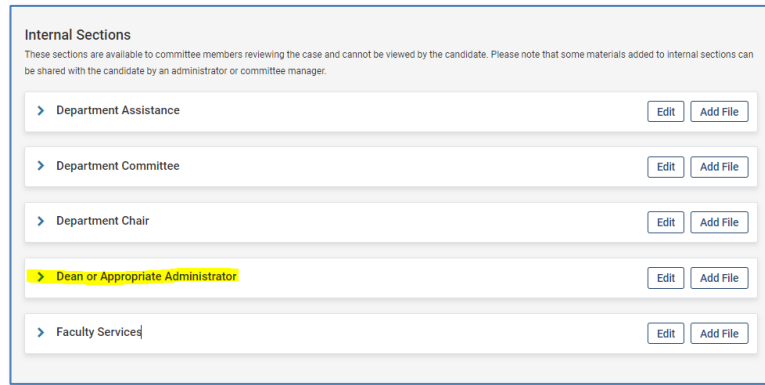 Internal Sections
These sections are available to committee members reviewing the case and cannot be viewed by the candidate. Please note that some materials added to internal sections can
be shared with the candidate by an administrator or committee manager.
Department Assistance Edit Add File
Department Committee Edit Add File
Department Chair Edit Add File
Dean or Appropriate Administrator Edit Add File
Faculty Services Edit Add File